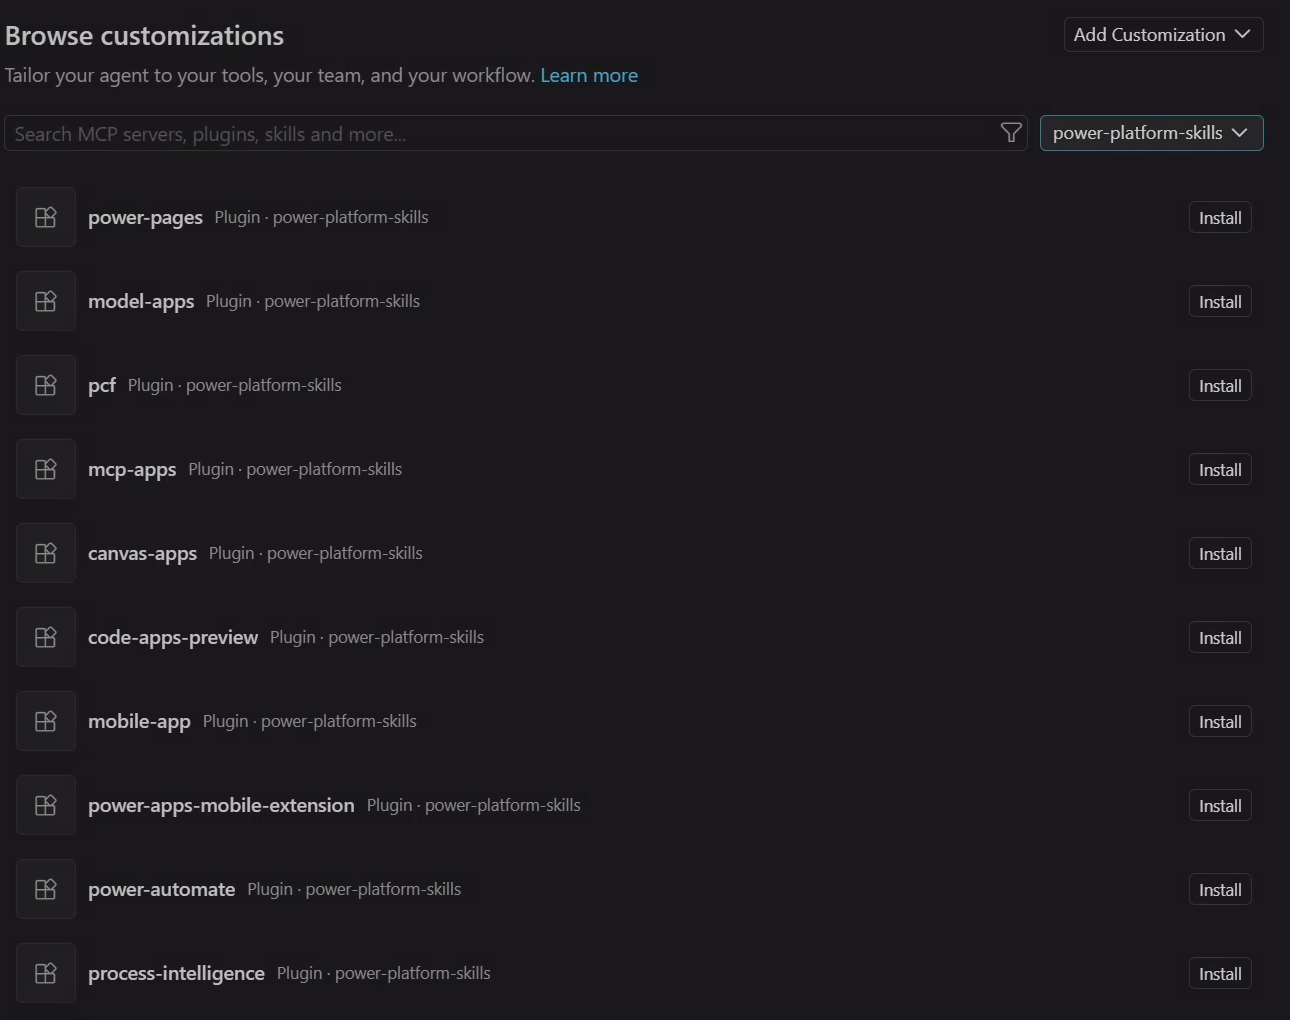 Browse customizations
Add Customization
Tailor your agent to your tools, your team, and your workflow. Learn more
Search MCP servers, plugins, skills and more...
power-platform-skills
power-pages Plugin · power-platform-skills Install
model-apps Plugin · power-platform-skills Install
pcf Plugin · power-platform-skills Install
mcp-apps Plugin · power-platform-skills Install
canvas-apps Plugin · power-platform-skills Install
code-apps-preview Plugin · power-platform-skills Install
mobile-app Plugin · power-platform-skills Install
power-apps-mobile-extension Plugin · power-platform-skills Install
power-automate Plugin · power-platform-skills Install
process-intelligence Plugin · power-platform-skills Install